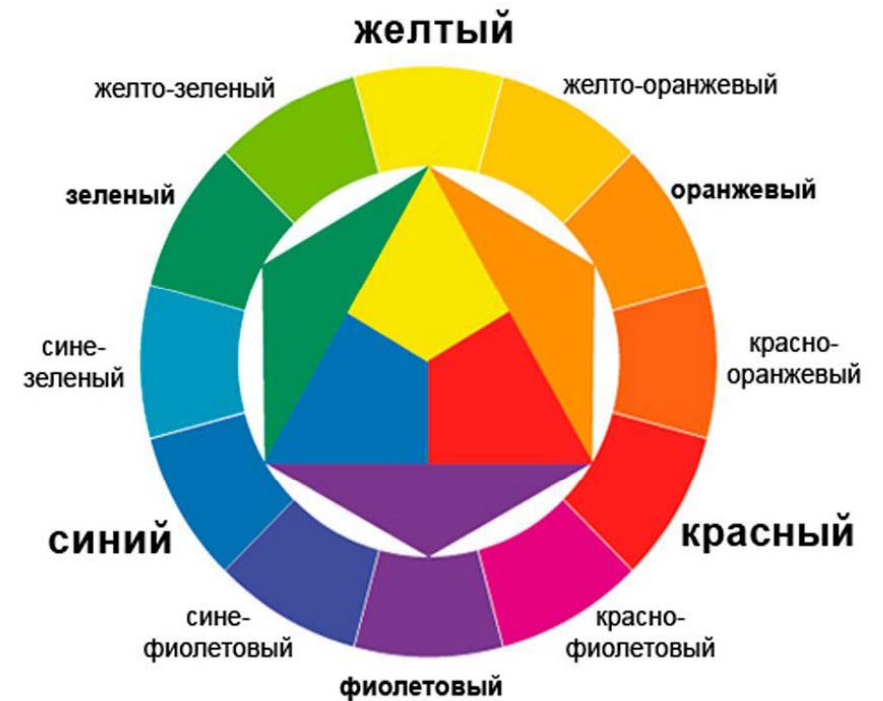 желтый
желто-зеленый
желто-оранжевый
зеленый
оранжевый
сине-
зеленый
красно-
оранжевый
синий
красный
сине-
фиолетовый
красно-
фиолетовый
фиолетовый